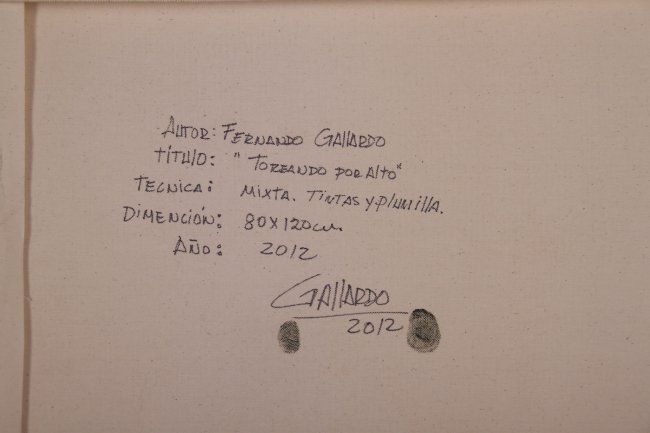 AUTOR: FERNANDO GALLARDO
TÍTULO: "TOREANDO POR ALTO"
TECNICA: MIXTA. TINTAS Y PLUMILLA.
DIMENCIÓN: 80X120cm.
AÑO: 2012
GALLARDO
2012